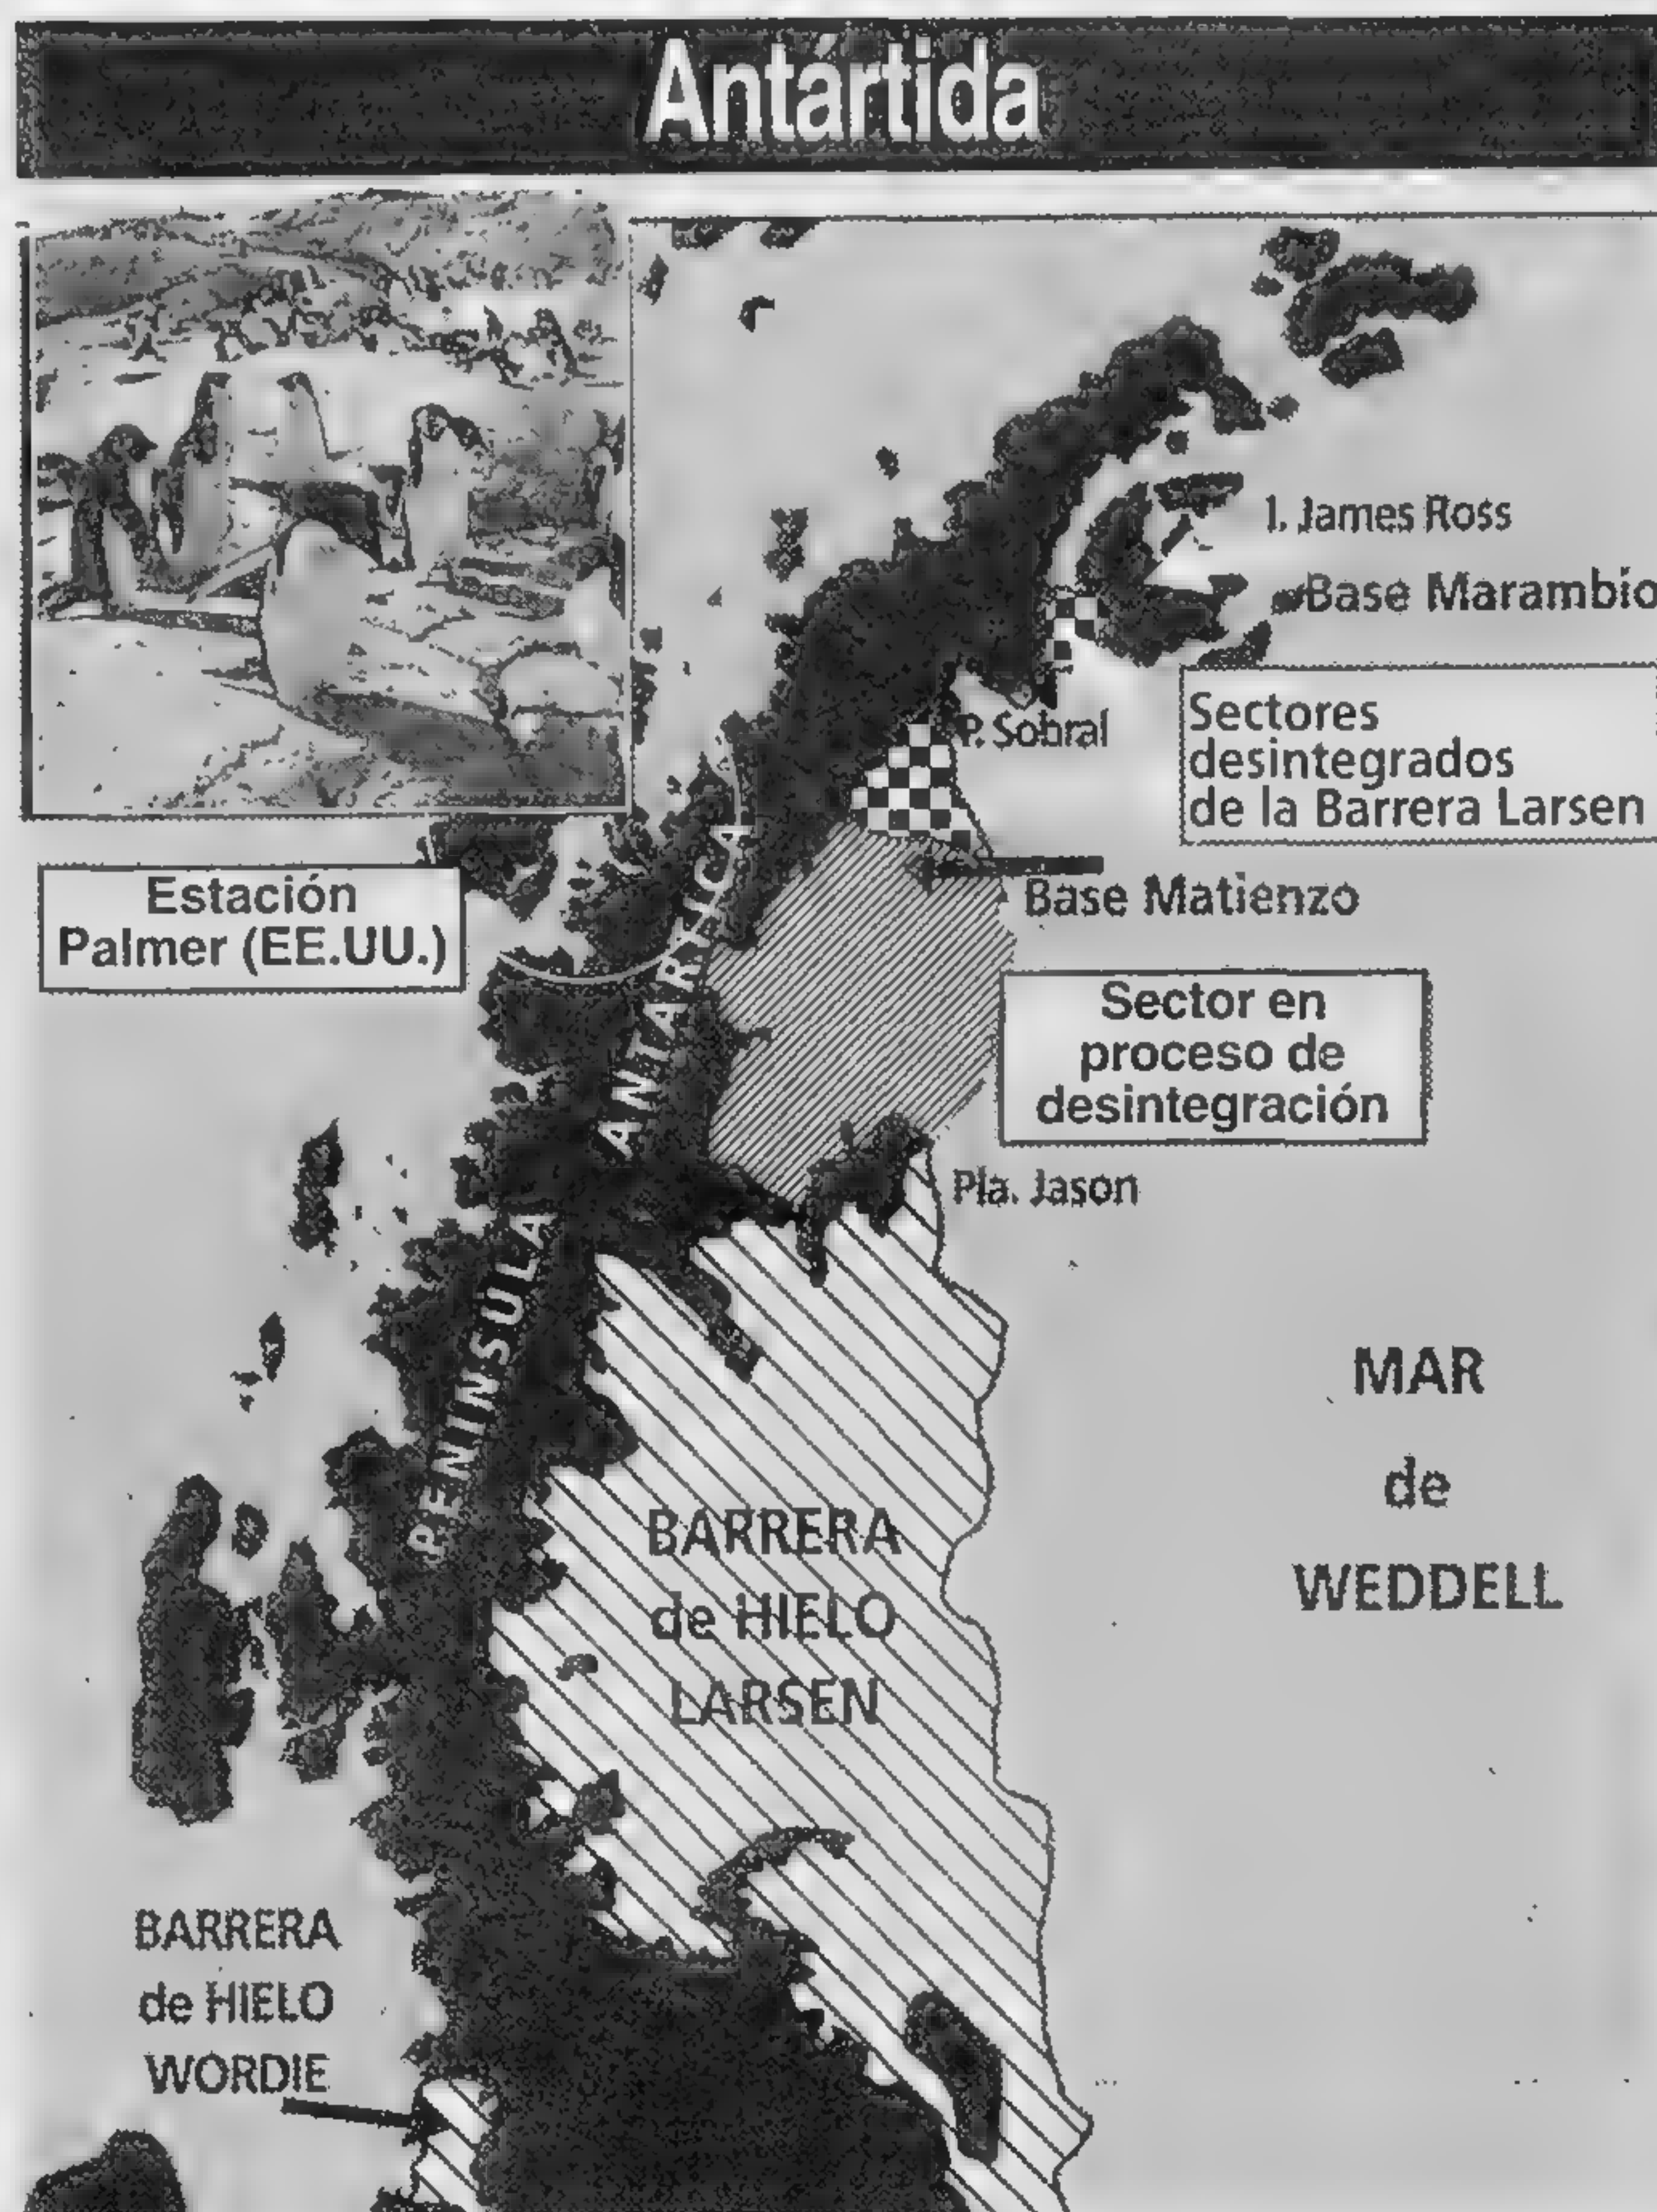 Antartida
I. James Ross
Base Marambio
P. Sobral
Sectores
desintegrados
de la Barrera Larsen
Estación
Palmer (EE.UU.)
Base Matienzo
Sector en
proceso de
desintegración
Pla. Jason
PENINSULA ANTARTICA
MAR
de
WEDDELL
BARRERA
de HIELO
LARSEN
BARRERA
de HIELO
WORDIE